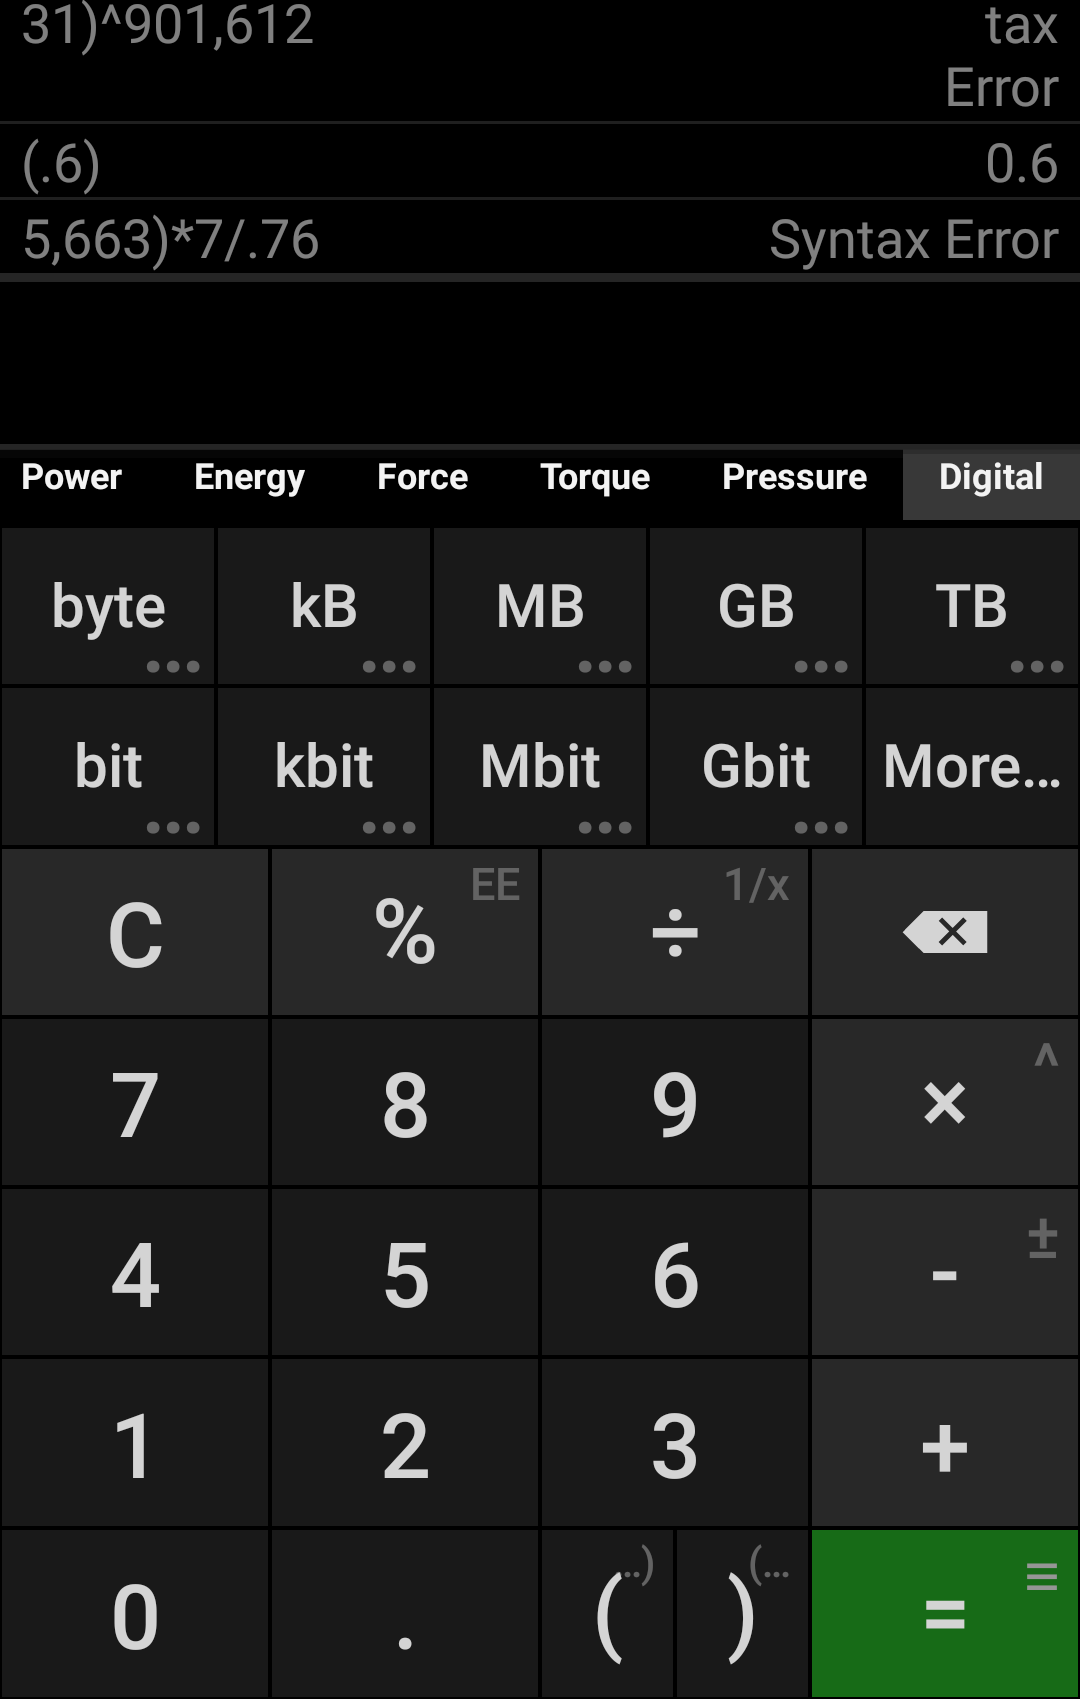 31)^901,612 tax
Error
(.6) 0.6
5,663)*7/.76 Syntax Error
Power Energy Force Torque Pressure Digital
byte kB MB GB TB
bit kbit Mbit Gbit More...
C % EE ÷ 1/x
7 8 9 × ^
4 5 6 - ±
1 2 3 +
0 . ( ..) ) (... =